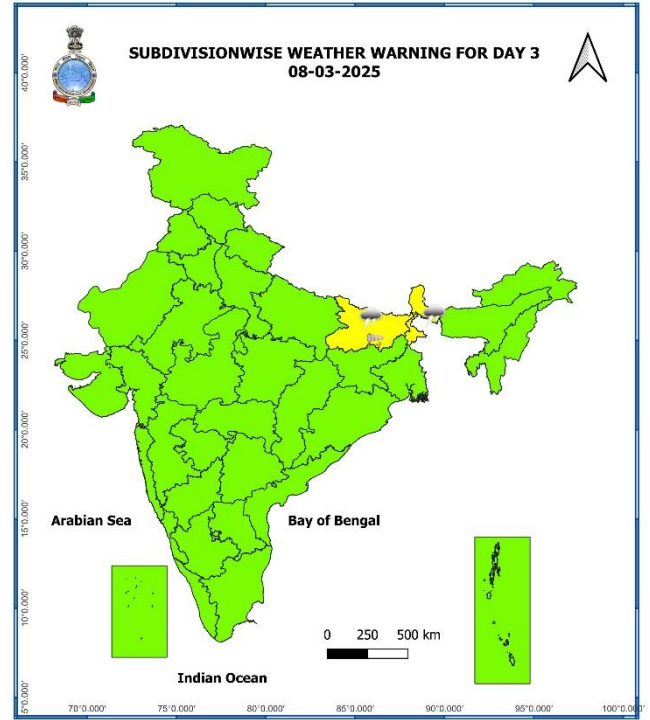 SUBDIVISIONWISE WEATHER WARNING FOR DAY 3
08-03-2025
40°0.000'
35°0.000'
30°0.000'
25°0.000'
20°0.000'
15°0.000'
10°0.000'
5°0.000'
Arabian Sea
Bay of Bengal
0 250 500 km
Indian Ocean
70°0.000' 75°0.000' 80°0.000' 85°0.000' 90°0.000' 95°0.000' 100°0.000'